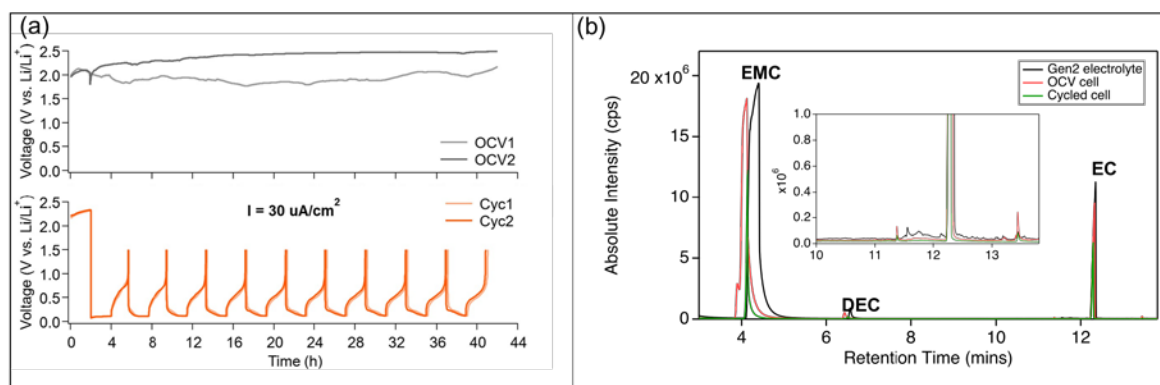 (a)
2.5
2.0
1.5
1.0
0.5
0.0
Voltage (V vs. Li/Li+)
OCV1
OCV2
2.5
2.0
1.5
1.0
0.5
0.0
Voltage (V vs. Li/Li+)
I = 30 uA/cm2
Cyc1
Cyc2
0 4 8 12 16 20 24 28 32 36 40 44
Time (h)
(b)
20 x10^6
15
10
5
0
Absolute Intensity (cps)
EMC
DEC
EC
Gen2 electrolyte
OCV cell
Cycled cell
1.0
0.8
0.6
0.4
0.2
0.0
x10^6
10 11 12 13
4 6 8 10 12
Retention Time (mins)